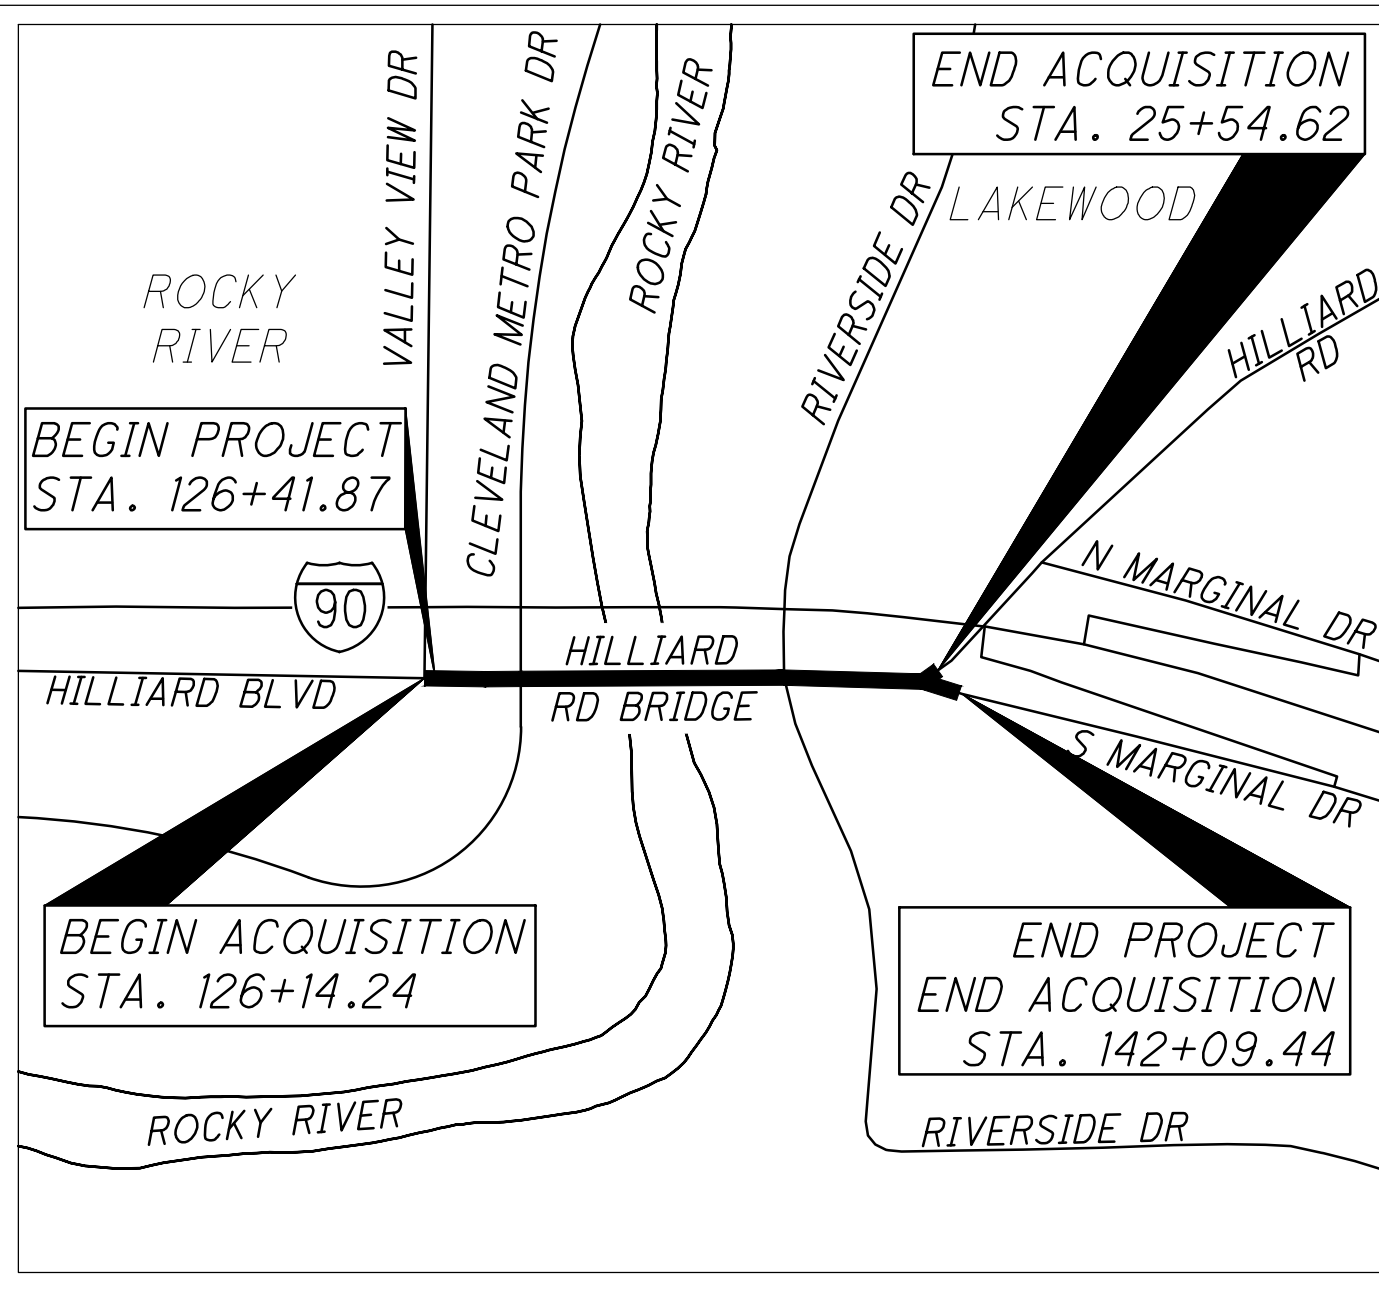 VALLEY VIEW DR
CLEVELAND METRO PARK DR
ROCKY RIVER
END ACQUISITION
STA. 25+54.62
RIVERSIDE DR
LAKEWOOD
ROCKY
RIVER
HILLIARD
RD
BEGIN PROJECT
STA. 126+41.87
90
N MARGINAL DR
HILLIARD
RD BRIDGE
HILLIARD BLVD
S MARGINAL DR
BEGIN ACQUISITION
STA. 126+14.24
END PROJECT
END ACQUISITION
STA. 142+09.44
ROCKY RIVER
RIVERSIDE DR